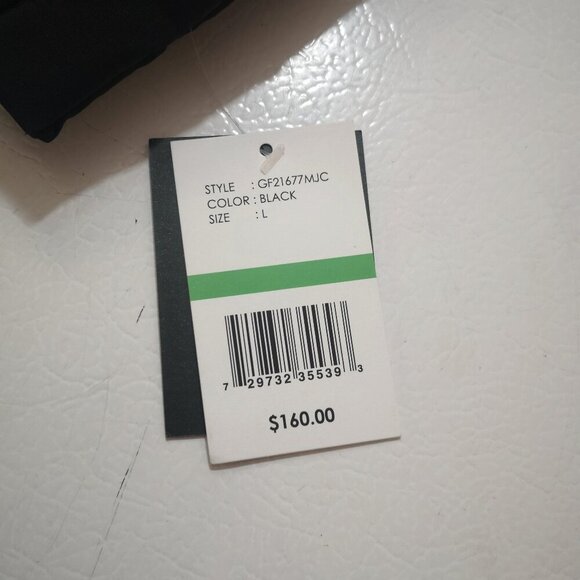 STYLE : GF21677MJC
COLOR : BLACK
SIZE : L
7 29732 35539 3
$160.00